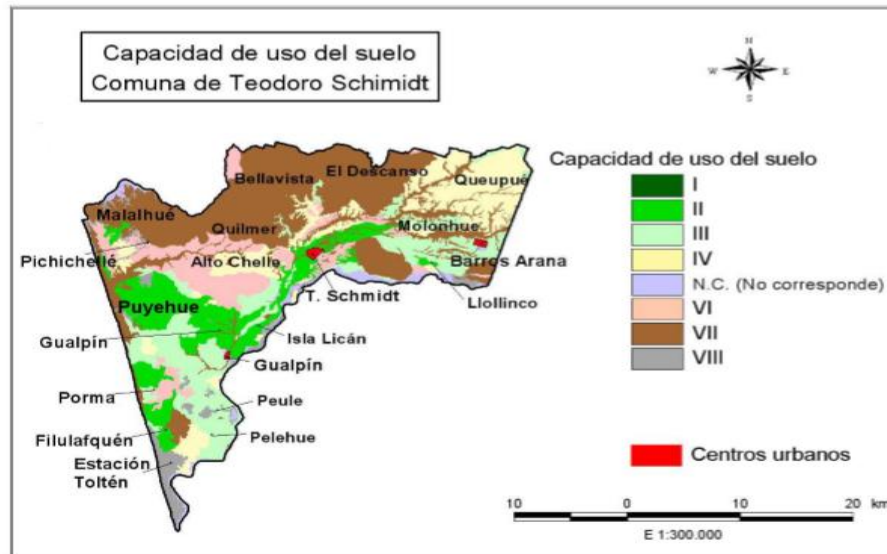 Capacidad de uso del suelo
Comuna de Teodoro Schimidt
N
W
E
S
Capacidad de uso del suelo
I
II
III
IV
N.C. (No corresponde)
VI
VII
VIII
Centros urbanos
El Descanso
Bellavista
Queupué
Malalhué
Quilmer
Molonhue
Pichichellé
Alto Chelle
Barros Arana
T. Schmidt
Llollinco
Puyehue
Gualpín
Isla Licán
Gualpín
Porma
Peule
Filulafquén
Pelehue
Estación
Toltén
10 0 10 20 km
E 1:300.000